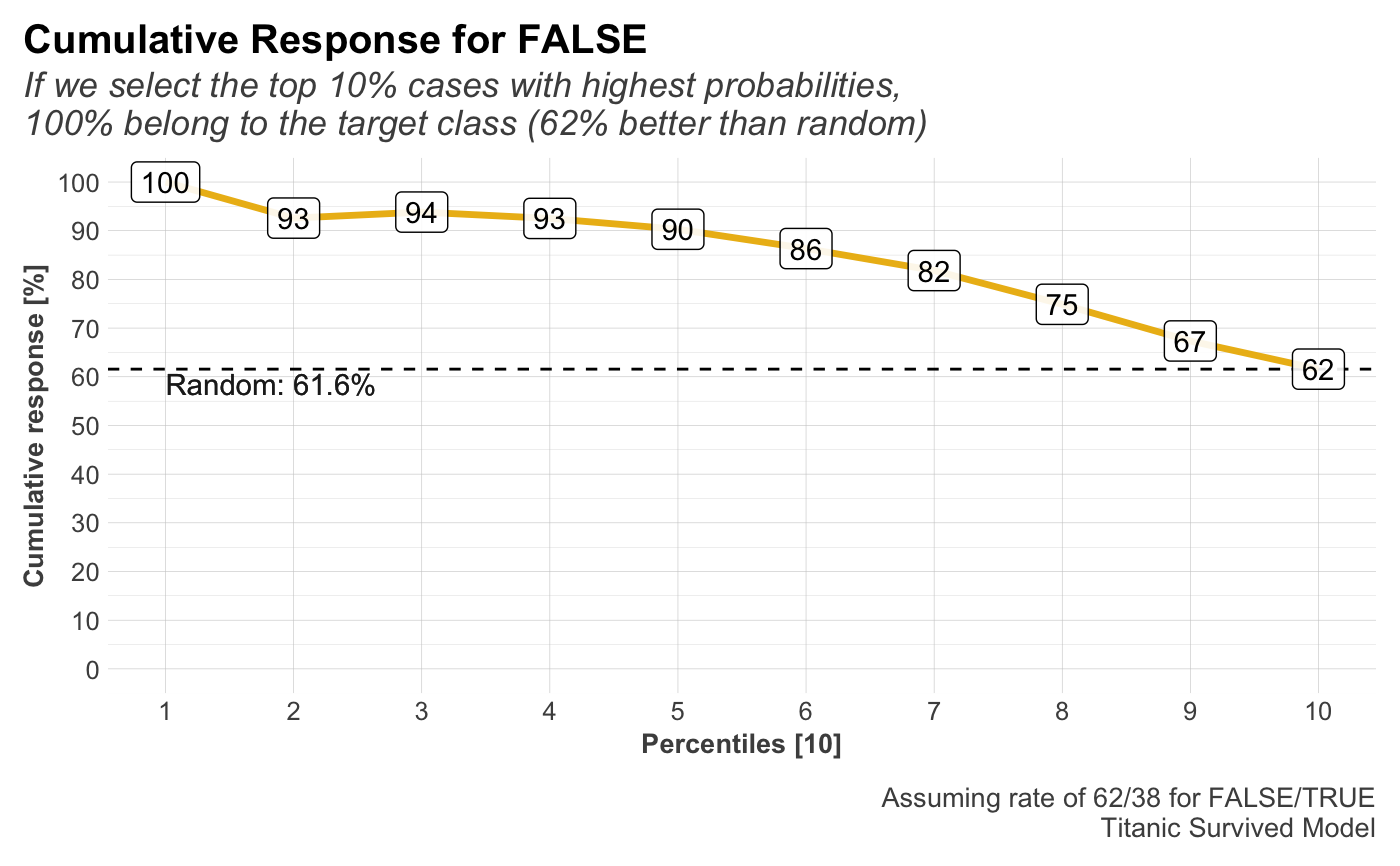 Cumulative Response for FALSE
If we select the top 10% cases with highest probabilities,
100% belong to the target class (62% better than random)
Cumulative response [%]
100
90
80
70
60
50
40
30
20
10
0
100
93
94
93
90
86
82
75
67
62
Random: 61.6%
1 2 3 4 5 6 7 8 9 10
Percentiles [10]
Assuming rate of 62/38 for FALSE/TRUE
Titanic Survived Model